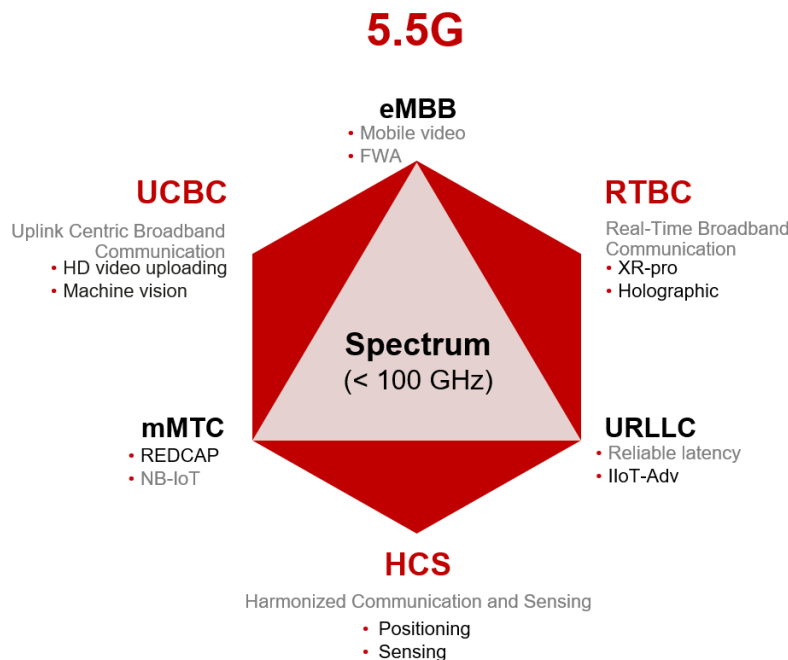 5.5G
eMBB
• Mobile video
• FWA
UCBC
Uplink Centric Broadband
Communication
• HD video uploading
• Machine vision
RTBC
Real-Time Broadband
Communication
• XR-pro
• Holographic
Spectrum
(< 100 GHz)
mMTC
• REDCAP
• NB-IoT
URLLC
• Reliable latency
• IIoT-Adv
HCS
Harmonized Communication and Sensing
• Positioning
• Sensing